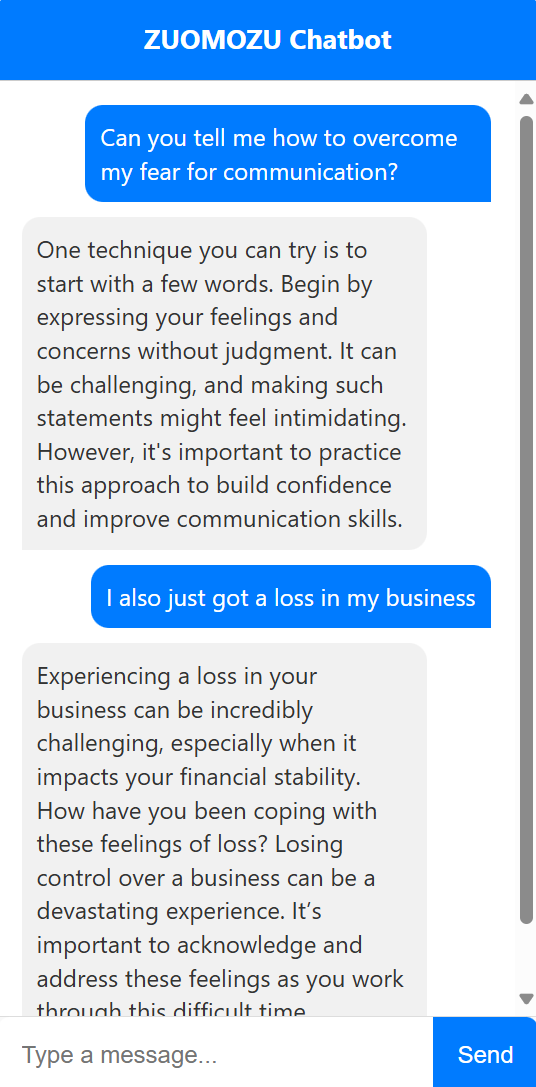 ZUOMOZU Chatbot
Can you tell me how to overcome
my fear for communication?
One technique you can try is to
start with a few words. Begin by
expressing your feelings and
concerns without judgment. It can
be challenging, and making such
statements might feel intimidating.
However, it's important to practice
this approach to build confidence
and improve communication skills.
I also just got a loss in my business
Experiencing a loss in your
business can be incredibly
challenging, especially when it
impacts your financial stability.
How have you been coping with
these feelings of loss? Losing
control over a business can be a
devastating experience. It’s
important to acknowledge and
address these feelings as you work
through this difficult time
Type a message...
Send